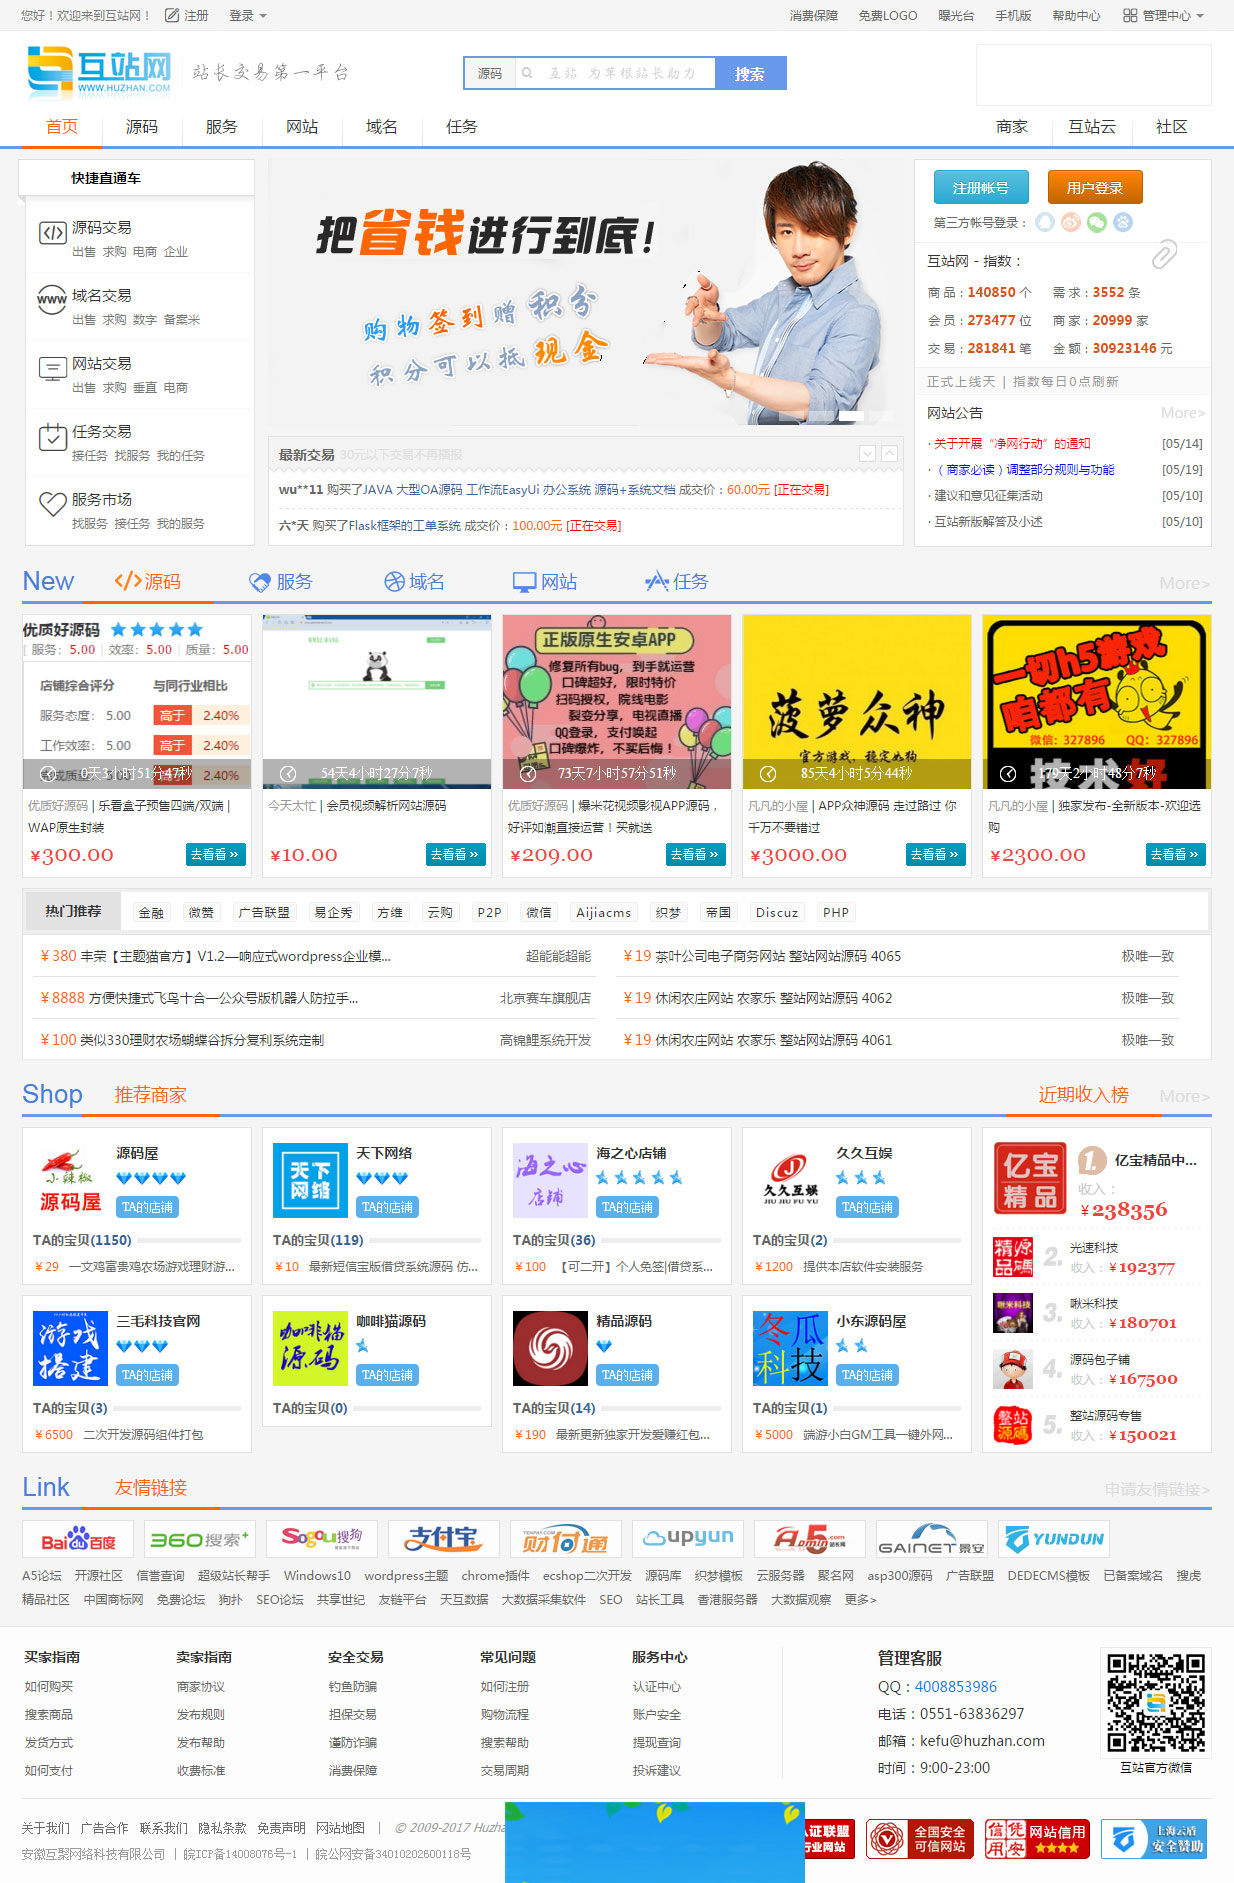 您好！欢迎来到互站网！ 注册 登录 消费保障 免费LOGO 曝光台 手机版 帮助中心 管理中心
互站网 WWW.HUZHAN.COM 站长交易第一平台 源码 互站 为草根站长助力 搜索
首页 源码 服务 网站 域名 任务 商家 互站云 社区
快捷直通车
源码交易
出售 求购 电商 企业
域名交易
出售 求购 数字 备案米
网站交易
出售 求购 垂直 电商
任务交易
接任务 找服务 我的任务
服务市场
找服务 接任务 我的服务
把省钱进行到底！
购物签到赠积分
积分可以抵现金
最新交易 30元以下交易不再播报
wu**11 购买了JAVA 大型OA源码 工作流EasyUi 办公系统 源码+系统文档 成交价：60.00元 [正在交易]
六*天 购买了Flask框架的工单系统 成交价：100.00元 [正在交易]
注册帐号 用户登录
第三方帐号登录：
互站网 - 指数：
商 品：140850 个 需 求：3552 条
会 员：273477 位 商 家：20999 家
交 易：281841 笔 金 额：30923146 元
正式上线天 | 指数每日0点刷新
网站公告 More>
· 关于开展“净网行动”的通知 [05/14]
·（商家必读）调整部分规则与功能 [05/19]
· 建议和意见征集活动 [05/10]
· 互站新版解答及小述 [05/10]
New 源码 服务 域名 网站 任务 More>
优质好源码
服务：5.00 效率：5.00 质量：5.00
店铺综合评分 与同行业相比
服务态度： 5.00 高于 2.40%
工作效率： 5.00 高于 2.40%
0天3小时51分47秒
优质好源码 | 乐看盒子预售四端/双端 | WAP原生封装
¥300.00 去看看 »
54天4小时27分7秒
今天太忙 | 会员视频解析网站源码
¥10.00 去看看 »
正版原生安卓APP
修复所有bug，到手就运营
口碑超好，限时特价
扫码授权，院线电影
裂变分享，电视直播
QQ登录，支付唤起
口碑爆炸，不买后悔！
73天7小时57分51秒
优质好源码 | 爆米花视频影视APP源码，好评如潮直接运营！买就送
¥209.00 去看看 »
菠萝众神
官方游戏，稳定如狗
85天4小时5分44秒
凡凡的小屋 | APP众神源码 走过路过 你千万不要错过
¥3000.00 去看看 »
一切h5游戏
咱都有
微信：327896 QQ：327896
技术好
179天2小时48分7秒
凡凡的小屋 | 独家发布-全新版本-欢迎选购
¥2300.00 去看看 »
热门推荐 金融 微赞 广告联盟 易企秀 方维 云购 P2P 微信 Aijiacms 织梦 帝国 Discuz PHP
¥ 380 丰荣【主题猫官方】V1.2—响应式wordpress企业模... 超能能超能
¥ 19 茶叶公司电子商务网站 整站网站源码 4065 极唯一致
¥ 8888 方便快捷式飞鸟十合一公众号版机器人防拉手... 北京赛车旗舰店
¥ 19 休闲农庄网站 农家乐 整站网站源码 4062 极唯一致
¥ 100 类似330理财农场蝴蝶谷拆分复利系统定制 高锦鲤系统开发
¥ 19 休闲农庄网站 农家乐 整站网站源码 4061 极唯一致
Shop 推荐商家 近期收入榜 More>
小辣椒 源码屋
源码屋
TA的店铺
TA的宝贝(1150)
¥ 29 一文鸡富贵鸡农场游戏理财游...
天下网络
天下网络
TA的店铺
TA的宝贝(119)
¥ 10 最新短信宝版借贷系统源码 仿...
海之心店铺
海之心店铺
TA的店铺
TA的宝贝(36)
¥ 100 【可二开】个人免签|借贷系...
久久互娱 JIU JIU FU YU
久久互娱
TA的店铺
TA的宝贝(2)
¥ 1200 提供本店软件安装服务
游戏搭建
三毛科技官网
TA的店铺
TA的宝贝(3)
¥ 6500 二次开发源码组件打包
咖啡猫源码
咖啡猫源码
TA的宝贝(0)
TA的店铺
精品源码
TA的店铺
TA的宝贝(14)
¥ 190 最新更新独家开发爱赚红包...
冬瓜科技
小东源码屋
TA的店铺
TA的宝贝(1)
¥ 5000 端游小白GM工具一键外网...
亿宝精品 1. 亿宝精品中...
收入：
¥ 238356
精品源码 2. 光速科技
收入：¥ 192377
啾米科技 3. 啾米科技
收入：¥ 180701
4. 源码包子铺
收入：¥ 167500
整站源码 5. 整站源码专售
收入：¥ 150021
Link 友情链接 申请友情链接>
Bai百度 360搜索+ Sogou搜狗 支付宝 TENPAY.COM 财付通 upyun Admin5.com 站长网 GAINET景安 YUNDUN
A5论坛 开源社区 信誉查询 超级站长帮手 Windows10 wordpress主题 chrome插件 ecshop二次开发 源码库 织梦模板 云服务器 聚名网 asp300源码 广告联盟 DEDECMS模板 已备案域名 搜虎
精品社区 中国商标网 免费论坛 狗扑 SEO论坛 共享世纪 友链平台 天互数据 大数据采集软件 SEO 站长工具 香港服务器 大数据观察 更多>
买家指南 卖家指南 安全交易 常见问题 服务中心
如何购买 商家协议 钓鱼防骗 如何注册 认证中心
搜索商品 发布规则 担保交易 购物流程 账户安全
发货方式 发布帮助 谨防诈骗 搜索帮助 提现查询
如何支付 收费标准 消费保障 交易周期 投诉建议
管理客服
QQ：4008853986
电话：0551-63836297
邮箱：kefu@huzhan.com
时间：9:00-23:00
互站官方微信
关于我们 广告合作 联系我们 隐私条款 免责声明 网站地图 | © 2009-2017 Huzha
安徽互聚网络科技有限公司 | 皖ICP备14008076号-1 | 皖公网安备34010202600118号
认证联盟 行业网站 全国安全可信网站 信凭用安 网站信用 上海云盾 安全赞助